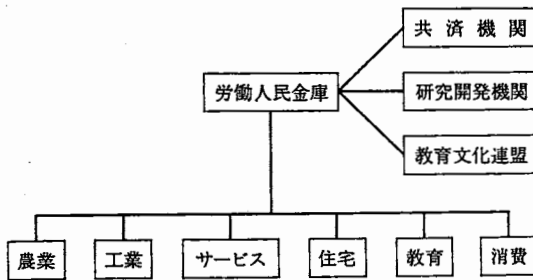 共済機関
労働人民金庫
研究開発機関
教育文化連盟
農業
工業
サービス
住宅
教育
消費